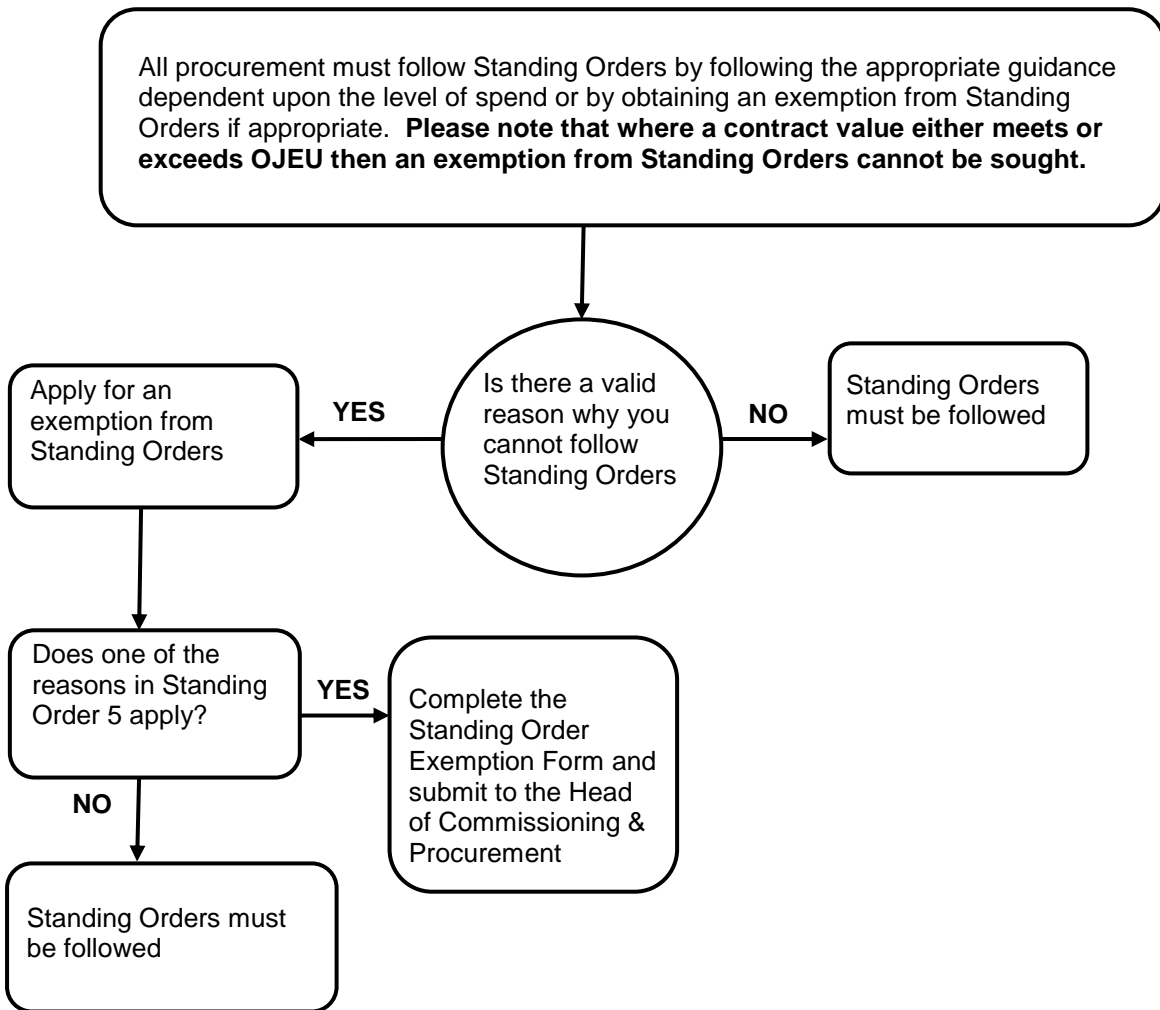 All procurement must follow Standing Orders by following the appropriate guidance
dependent upon the level of spend or by obtaining an exemption from Standing
Orders if appropriate.  Please note that where a contract value either meets or
exceeds OJEU then an exemption from Standing Orders cannot be sought.
Apply for an
exemption from
Standing Orders
YES
Is there a valid
reason why you
cannot follow
Standing Orders
NO
Standing Orders
must be followed
Does one of the
reasons in Standing
Order 5 apply?
YES
Complete the
Standing Order
Exemption Form and
submit to the Head
of Commissioning &
Procurement
NO
Standing Orders must
be followed